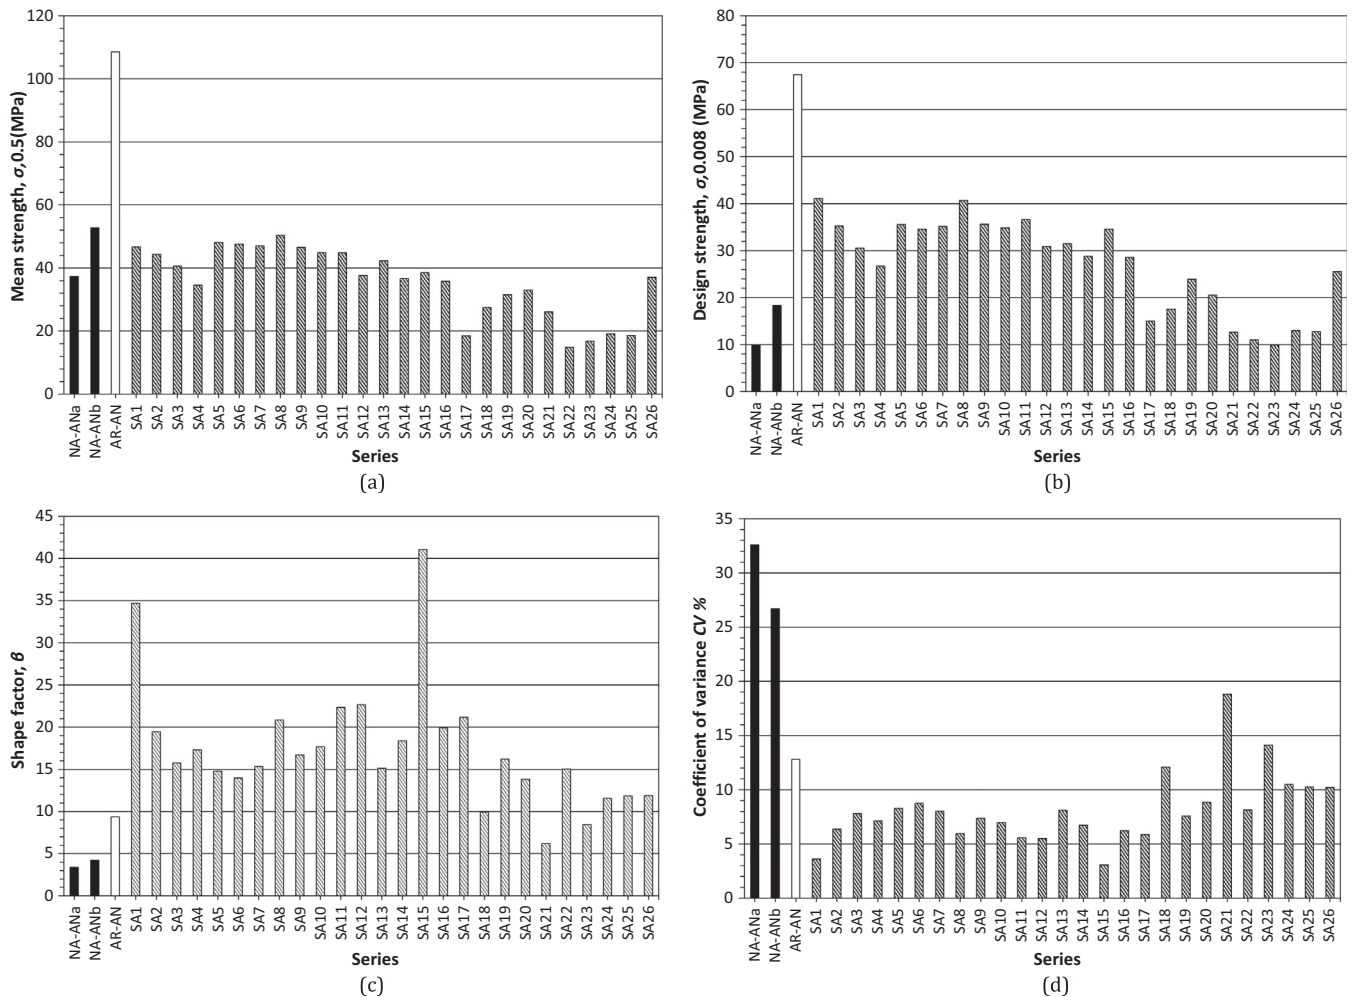 Mean strength, σ,0.5(MPa)
120
100
80
60
40
20
0
NA-ANa
NA-ANb
AR-AN
SA1
SA2
SA3
SA4
SA5
SA6
SA7
SA8
SA9
SA10
SA11
SA12
SA13
SA14
SA15
SA16
SA17
SA18
SA19
SA20
SA21
SA22
SA23
SA24
SA25
SA26
Series
(a)
Design strength, σ,0.008 (MPa)
80
70
60
50
40
30
20
10
0
NA-ANa
NA-ANb
AR-AN
SA1
SA2
SA3
SA4
SA5
SA6
SA7
SA8
SA9
SA10
SA11
SA12
SA13
SA14
SA15
SA16
SA17
SA18
SA19
SA20
SA21
SA22
SA23
SA24
SA25
SA26
Series
(b)
Shape factor, β
45
40
35
30
25
20
15
10
5
0
NA-ANa
NA-ANb
AR-AN
SA1
SA2
SA3
SA4
SA5
SA6
SA7
SA8
SA9
SA10
SA11
SA12
SA13
SA14
SA15
SA16
SA17
SA18
SA19
SA20
SA21
SA22
SA23
SA24
SA25
SA26
Series
(c)
Coefficient of variance CV %
35
30
25
20
15
10
5
0
NA-ANa
NA-ANb
AR-AN
SA1
SA2
SA3
SA4
SA5
SA6
SA7
SA8
SA9
SA10
SA11
SA12
SA13
SA14
SA15
SA16
SA17
SA18
SA19
SA20
SA21
SA22
SA23
SA24
SA25
SA26
Series
(d)